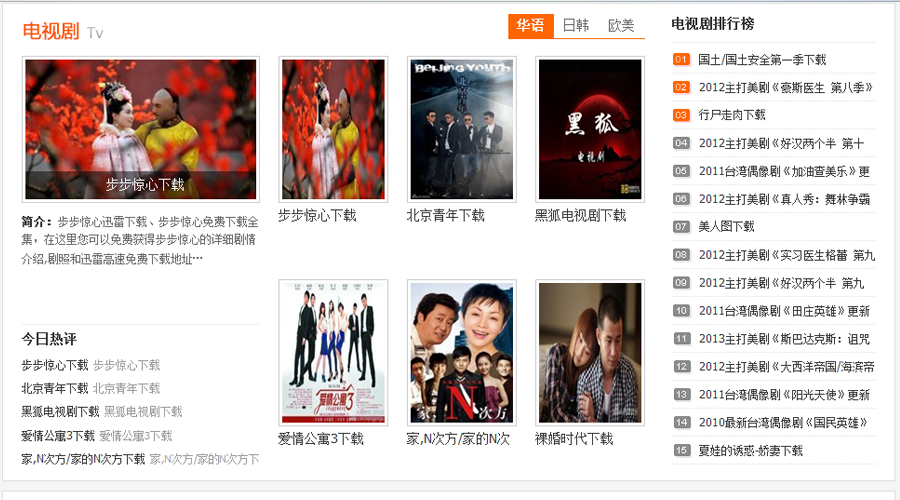 电视剧 Tv
华语 日韩 欧美
步步惊心下载
简介：步步惊心迅雷下载、步步惊心免费下载全
集，在这里您可以免费获得步步惊心的详细剧情
介绍,剧照和迅雷高速免费下载地址…
今日热评
步步惊心下载 步步惊心下载
北京青年下载 北京青年下载
黑狐电视剧下载 黑狐电视剧下载
爱情公寓3下载 爱情公寓3下载
家,N次方/家的N次方下载 家,N次方/家的N次方下
步步惊心下载
BEIJING YOUTH
北京青年
北京青年下载
黑狐
电视剧
黑狐电视剧下载
爱情公寓3
爱情公寓3下载
家N次方
家,N次方/家的N次
裸婚时代下载
电视剧排行榜
01 国土/国土安全第一季下载
02 2012主打美剧《豪斯医生 第八季》
03 行尸走肉下载
04 2012主打美剧《好汉两个半 第十
05 2011台湾偶像剧《加油查美乐》更
06 2012主打美剧《真人秀：舞林争霸
07 美人图下载
08 2012主打美剧《实习医生格蕾 第九
09 2012主打美剧《好汉两个半 第九
10 2011台湾偶像剧《田庄英雄》更新
11 2013主打美剧《斯巴达克斯：诅咒
12 2012主打美剧《大西洋帝国/海滨帝
13 2011台湾偶像剧《阳光天使》更新
14 2010最新台湾偶像剧《国民英雄》
15 夏娃的诱惑-娇妻下载